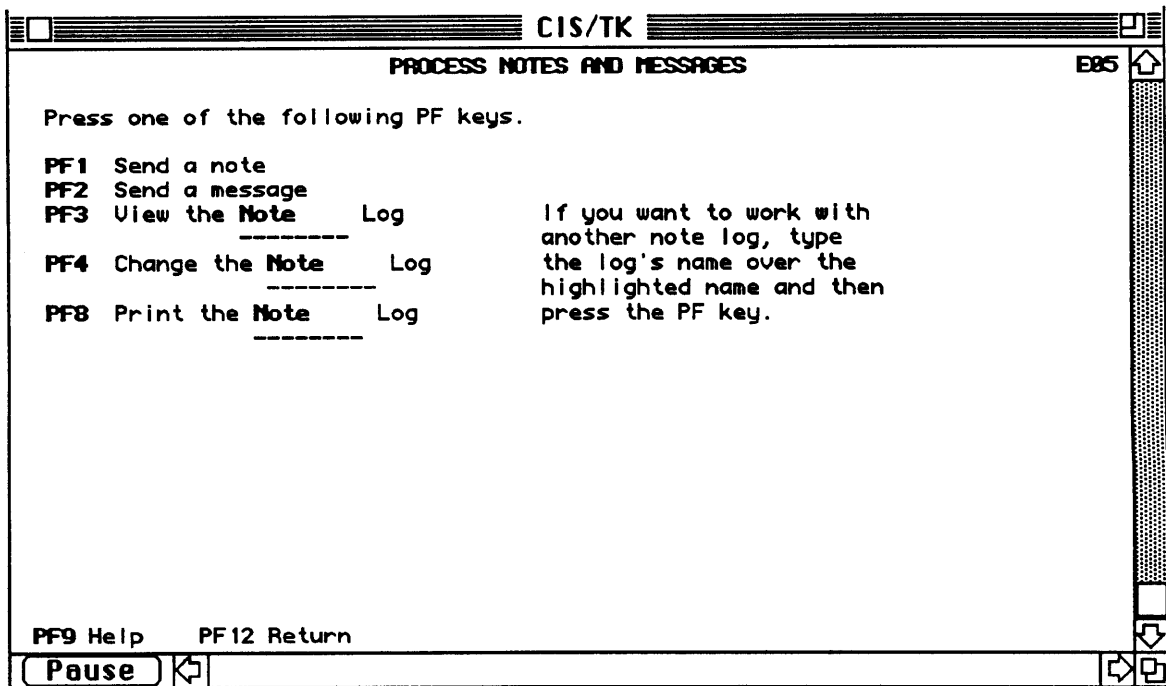 CIS/TK
PROCESS NOTES AND MESSAGES E05
Press one of the following PF keys.
PF1 Send a note
PF2 Send a message
PF3 View the Note Log If you want to work with
another note log, type
PF4 Change the Note Log the log's name over the
highlighted name and then
PF8 Print the Note Log press the PF key.
PF9 Help PF12 Return
Pause